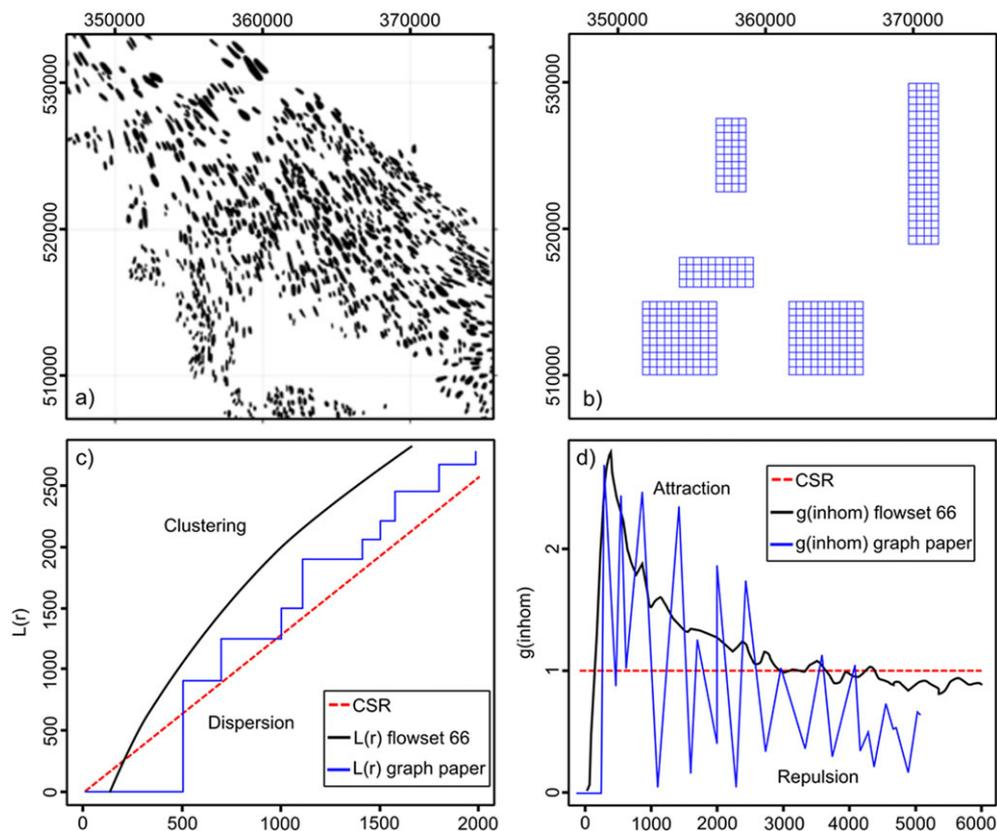 350000 360000 370000
350000 360000 370000
530000
520000
510000
a)
530000
520000
510000
b)
c)
L(r)
2500
2000
1500
1000
500
0
Clustering
Dispersion
CSR
L(r) flowset 66
L(r) graph paper
0 500 1000 1500 2000
d)
g(inhom)
2
1
0
Attraction
CSR
g(inhom) flowset 66
g(inhom) graph paper
Repulsion
0 1000 2000 3000 4000 5000 6000